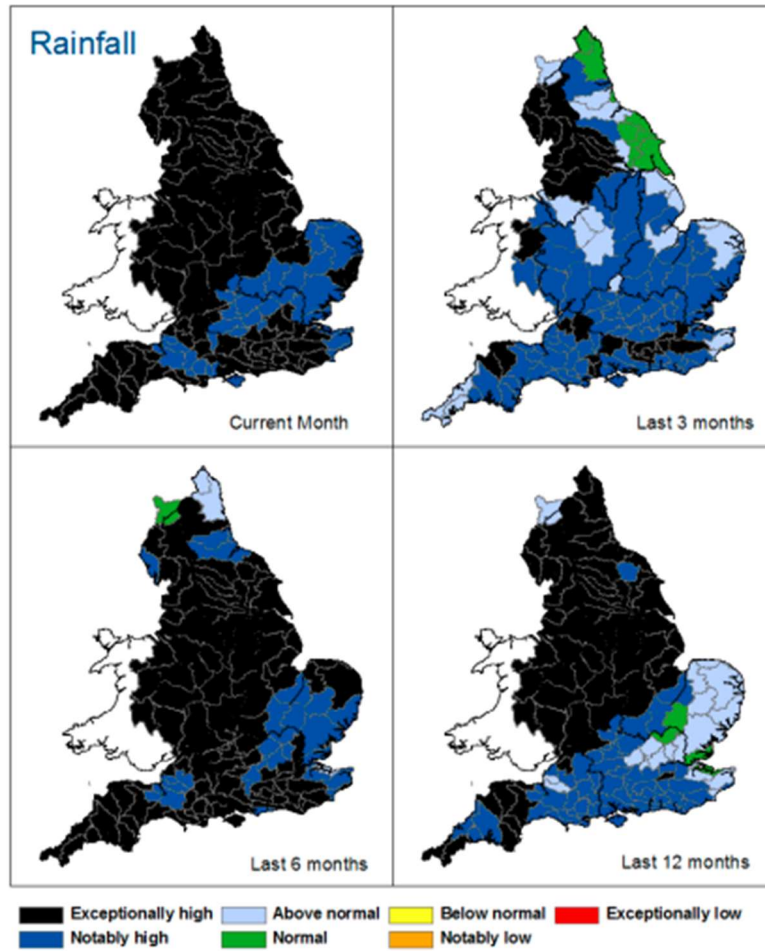 Rainfall
Current Month
Last 3 months
Last 6 months
Last 12 months
Exceptionally high
Above normal
Below normal
Exceptionally low
Notably high
Normal
Notably low